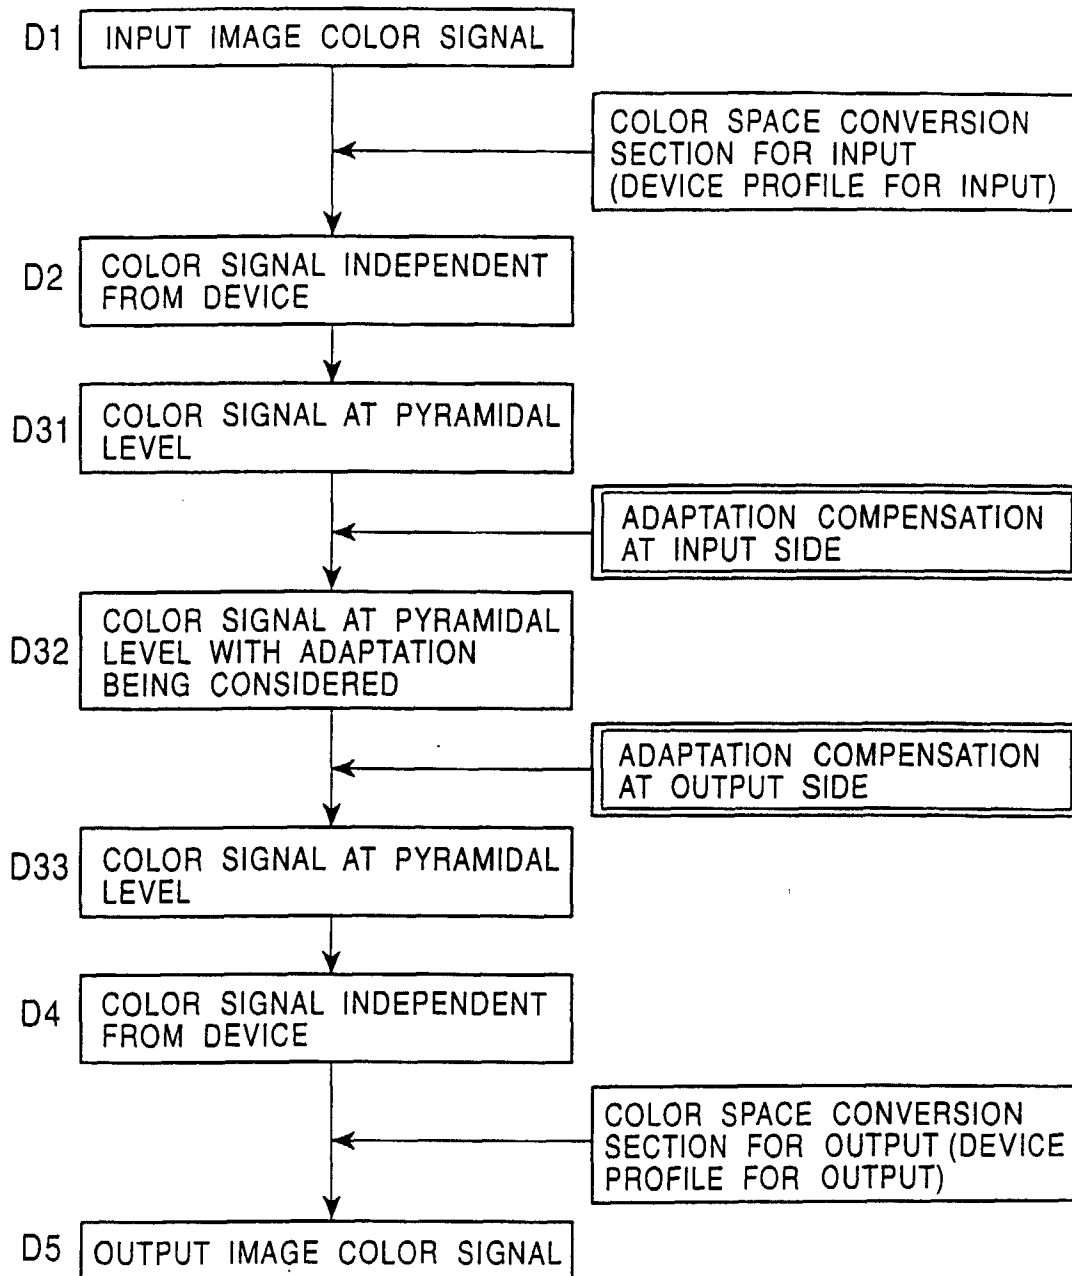 D1
INPUT IMAGE COLOR SIGNAL
COLOR SPACE CONVERSION
SECTION FOR INPUT
(DEVICE PROFILE FOR INPUT)
D2
COLOR SIGNAL INDEPENDENT
FROM DEVICE
D31
COLOR SIGNAL AT PYRAMIDAL
LEVEL
ADAPTATION COMPENSATION
AT INPUT SIDE
D32
COLOR SIGNAL AT PYRAMIDAL
LEVEL WITH ADAPTATION
BEING CONSIDERED
ADAPTATION COMPENSATION
AT OUTPUT SIDE
D33
COLOR SIGNAL AT PYRAMIDAL
LEVEL
D4
COLOR SIGNAL INDEPENDENT
FROM DEVICE
COLOR SPACE CONVERSION
SECTION FOR OUTPUT (DEVICE
PROFILE FOR OUTPUT)
D5
OUTPUT IMAGE COLOR SIGNAL